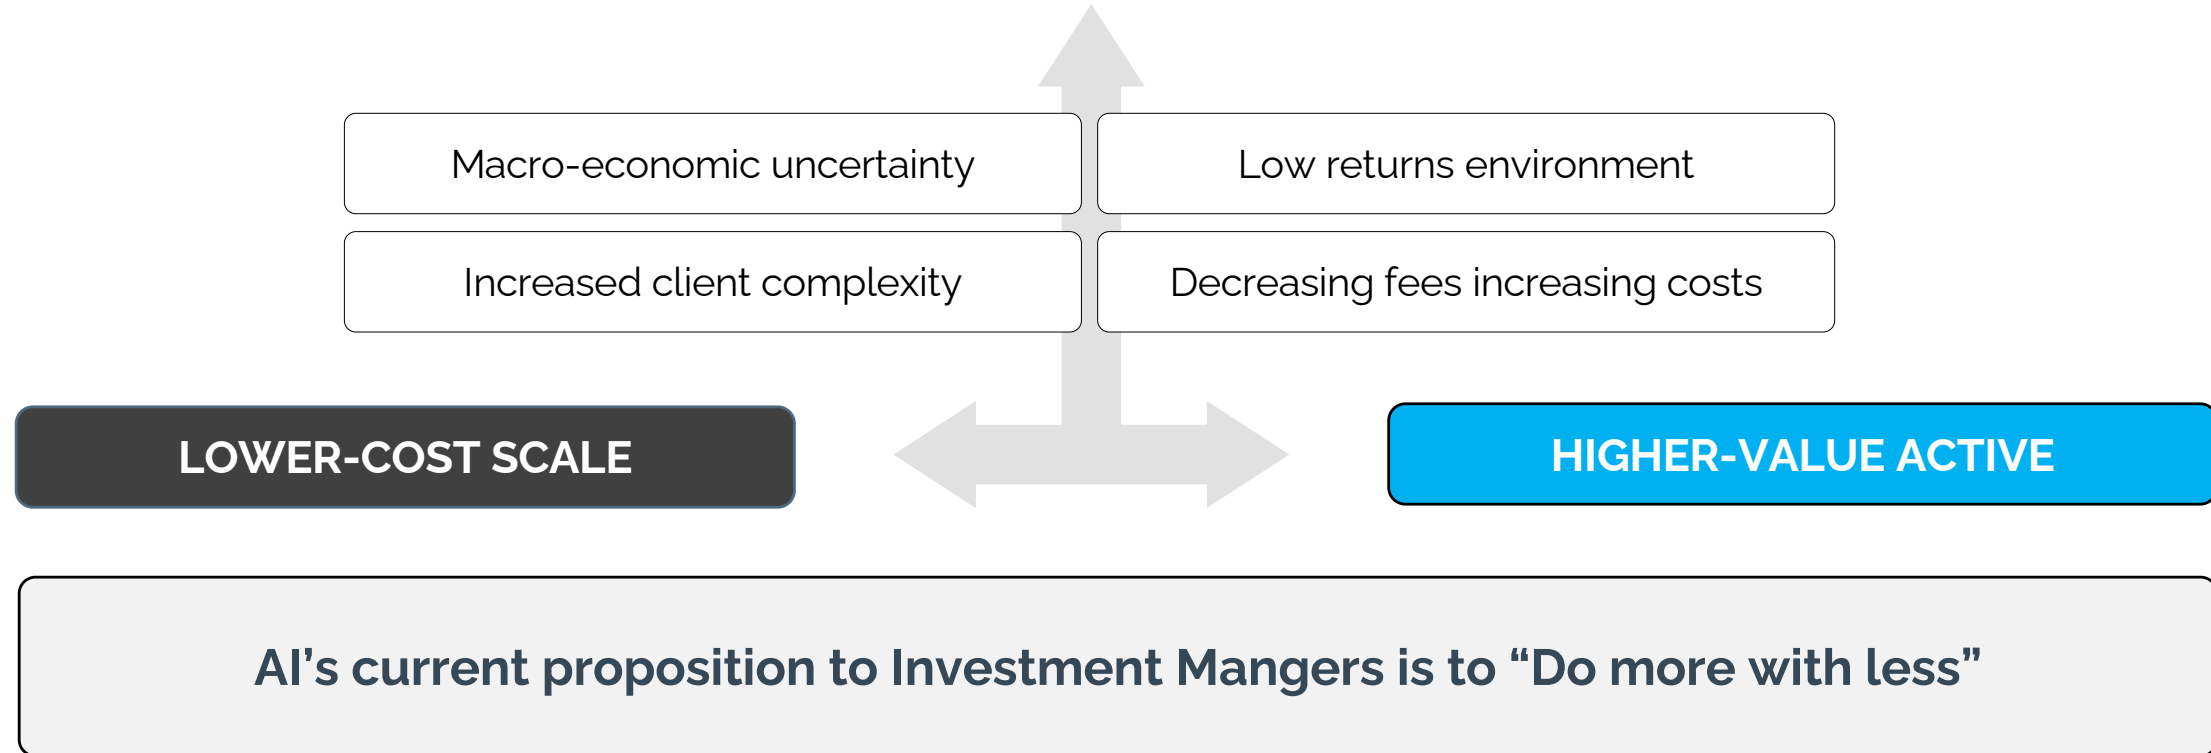 Macro-economic uncertainty
Low returns environment
Increased client complexity
Decreasing fees increasing costs
LOWER-COST SCALE
HIGHER-VALUE ACTIVE
AI’s current proposition to Investment Mangers is to “Do more with less”